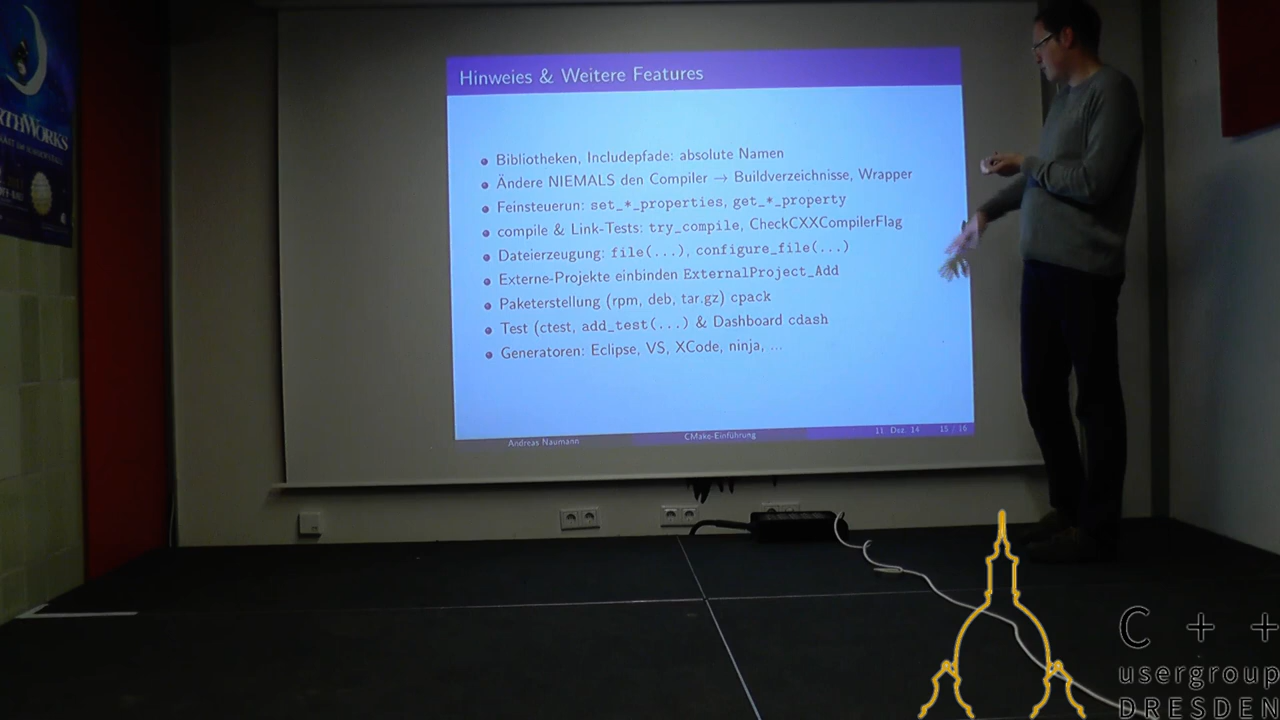 RTHWORKS
Hinweies & Weitere Features
Bibliotheken, Includepfade: absolute Namen
Ändere NIEMALS den Compiler → Buildverzeichnisse, Wrapper
Feinsteuerun: set_*_properties, get_*_property
compile & Link-Tests: try_compile, CheckCXXCompilerFlag
Dateierzeugung: file(...), configure_file(...)
Externe-Projekte einbinden ExternalProject_Add
Paketerstellung (rpm, deb, tar.gz) cpack
Test (ctest, add_test(...) & Dashboard cdash
Generatoren: Eclipse, VS, XCode, ninja, ...
Andreas Naumann CMake-Einführung 11. Dez. 14 15 / 16
C + +
usergroup
DRESDEN